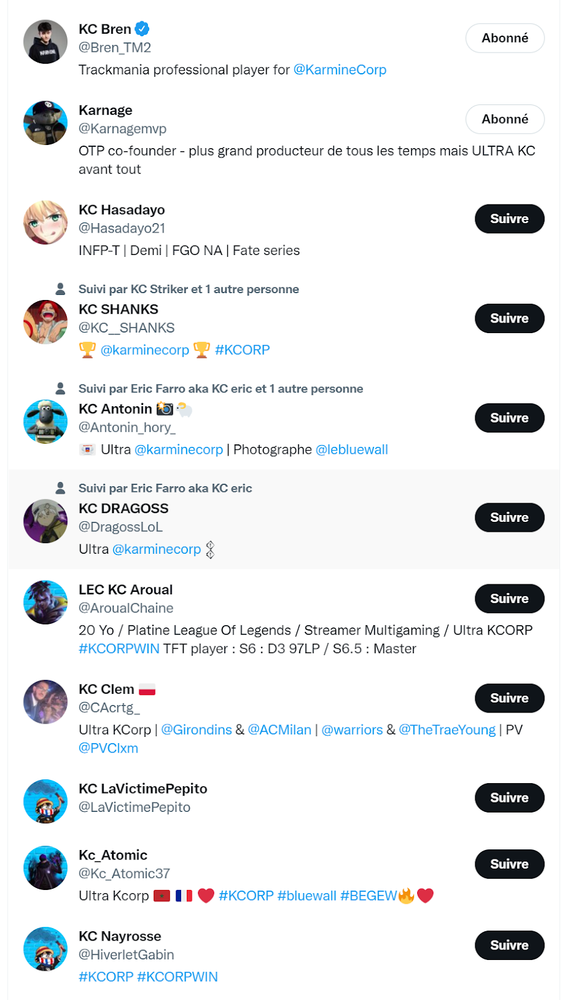 KC Bren
@Bren_TM2
Abonné
Trackmania professional player for @KarmineCorp
Karnage
@Karnagemvp
Abonné
OTP co-founder - plus grand producteur de tous les temps mais ULTRA KC
avant tout
KC Hasadayo
@Hasadayo21
Suivre
INFP-T | Demi | FGO NA | Fate series
Suivi par KC Striker et 1 autre personne
KC SHANKS
@KC__SHANKS
Suivre
🏆 @karminecorp 🏆 #KCORP
Suivi par Eric Farro aka KC eric et 1 autre personne
KC Antonin 📸🐑
@Antonin_hory_
Suivre
Ultra @karminecorp | Photographe @lebluewall
Suivi par Eric Farro aka KC eric
KC DRAGOSS
@DragossLoL
Suivre
Ultra @karminecorp
LEC KC Aroual
@AroualChaine
Suivre
20 Yo / Platine League Of Legends / Streamer Multigaming / Ultra KCORP
#KCORPWIN TFT player : S6 : D3 97LP / S6.5 : Master
KC Clem 🇵🇱
@CAcrtg_
Suivre
Ultra KCorp | @Girondins & @ACMilan | @warriors & @TheTraeYoung | PV
@PVClxm
KC LaVictimePepito
@LaVictimePepito
Suivre
Kc_Atomic
@Kc_Atomic37
Suivre
Ultra Kcorp 🇲🇦 🇫🇷 ❤️ #KCORP #bluewall #BEGEW🔥❤️
KC Nayrosse
@HiverletGabin
Suivre
#KCORP #KCORPWIN